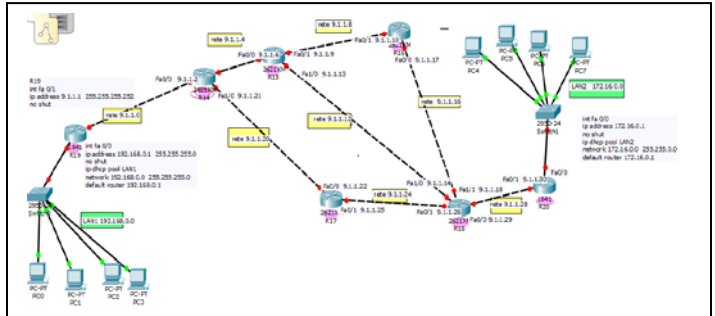 R19
int fa 0/1
ip address 9.1.1.1 255.255.255.252
no shut
rete 9.1.1.0
1841
R19
int fa 0/0
ip address 192.168.0.1 255.255.255.0
no shut
ip dhcp pool LAN1
network 192.168.0.0 255.255.255.0
default router 192.168.0.1
LAN1 192.168.0.0
PC-PT
PC0
PC-PT
PC1
PC-PT
PC2
PC-PT
PC3
Fa0/0 9.1.1.2
R14
Fa1/0 9.1.1.21
rete 9.1.1.4
Fa0/0 9.1.1.6
Fa0/1 9.1.1.9
R15
Fa1/0 9.1.1.13
rete 9.1.1.8
Fa0/1 9.1.1.10
Fa0/0 9.1.1.17
rete 9.1.1.16
rete 9.1.1.12
rete 9.1.1.20
Fa0/0 9.1.1.22
R17
Fa0/1 9.1.1.25
rete 9.1.1.24
Fa1/0 9.1.1.14
Fa1/1 9.1.1.18
Fa0/1 9.1.1.26
R18
Fa0/0 9.1.1.29
rete 9.1.1.28
Fa0/1 9.1.1.30
Fa0/0
1841
R20
PC-PT
PC4
PC-PT
PC5
PC-PT
PC-PT
PC7
LAN2 172.16.0.0
2950-24
Switch1
int fa 0/0
ip address 172.16.0.1
no shut
ip dhcp pool LAN2
network 172.16.0.0 255.255.0.0
default router 172.16.0.1